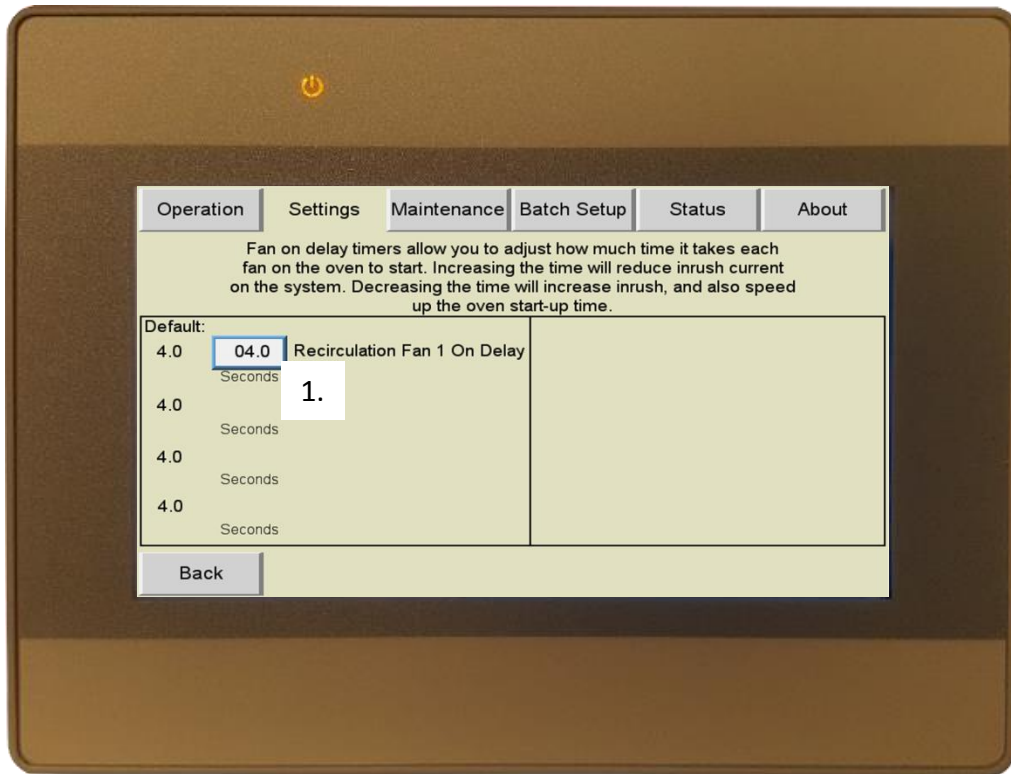 Operation Settings Maintenance Batch Setup Status About
Fan on delay timers allow you to adjust how much time it takes each
fan on the oven to start. Increasing the time will reduce inrush current
on the system. Decreasing the time will increase inrush, and also speed
up the oven start-up time.
Default:
4.0 04.0 Recirculation Fan 1 On Delay
Seconds
1.
4.0
Seconds
4.0
Seconds
4.0
Seconds
Back